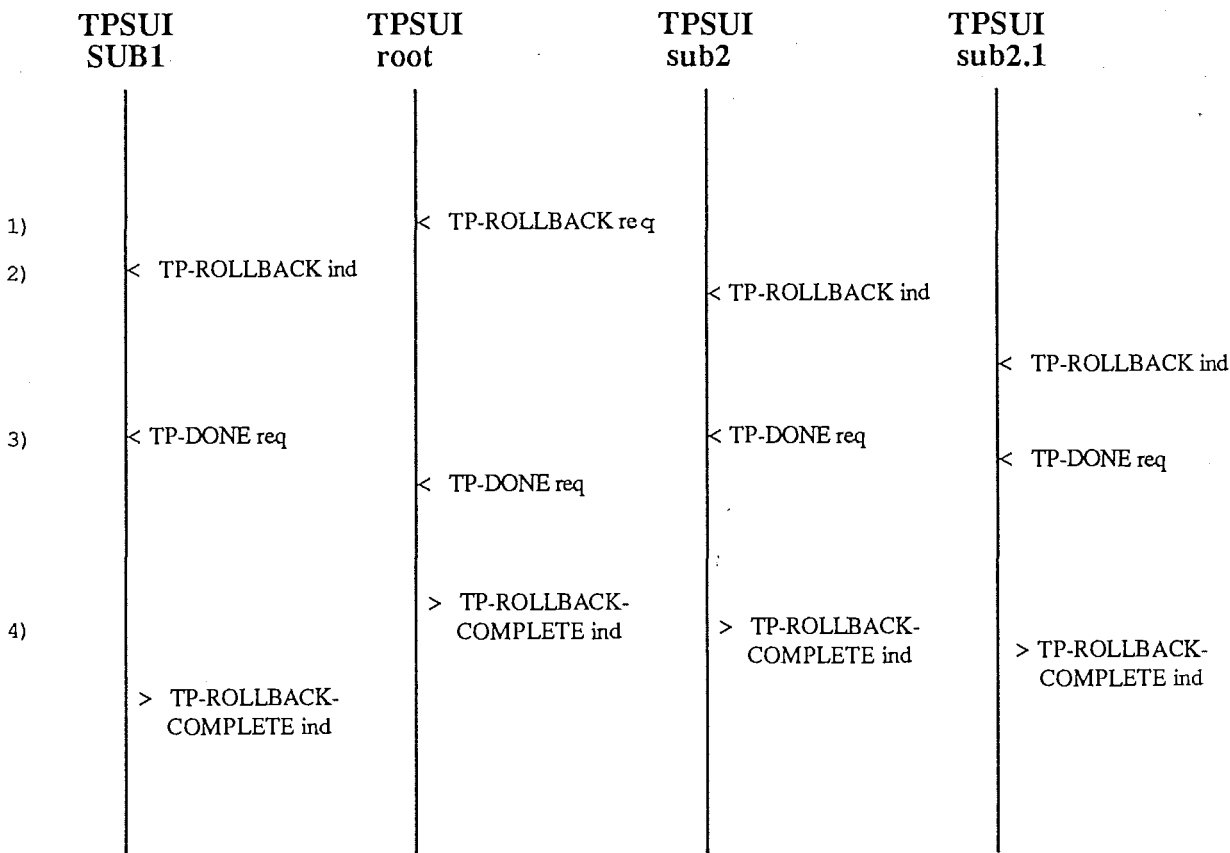 TPSUI SUB1
TPSUI root
TPSUI sub2
TPSUI sub2.1
1)
< TP-ROLLBACK req
2)
< TP-ROLLBACK ind
< TP-ROLLBACK ind
< TP-ROLLBACK ind
3)
< TP-DONE req
< TP-DONE req
< TP-DONE req
< TP-DONE req
4)
> TP-ROLLBACK-
COMPLETE ind
> TP-ROLLBACK-
COMPLETE ind
> TP-ROLLBACK-
COMPLETE ind
> TP-ROLLBACK-
COMPLETE ind